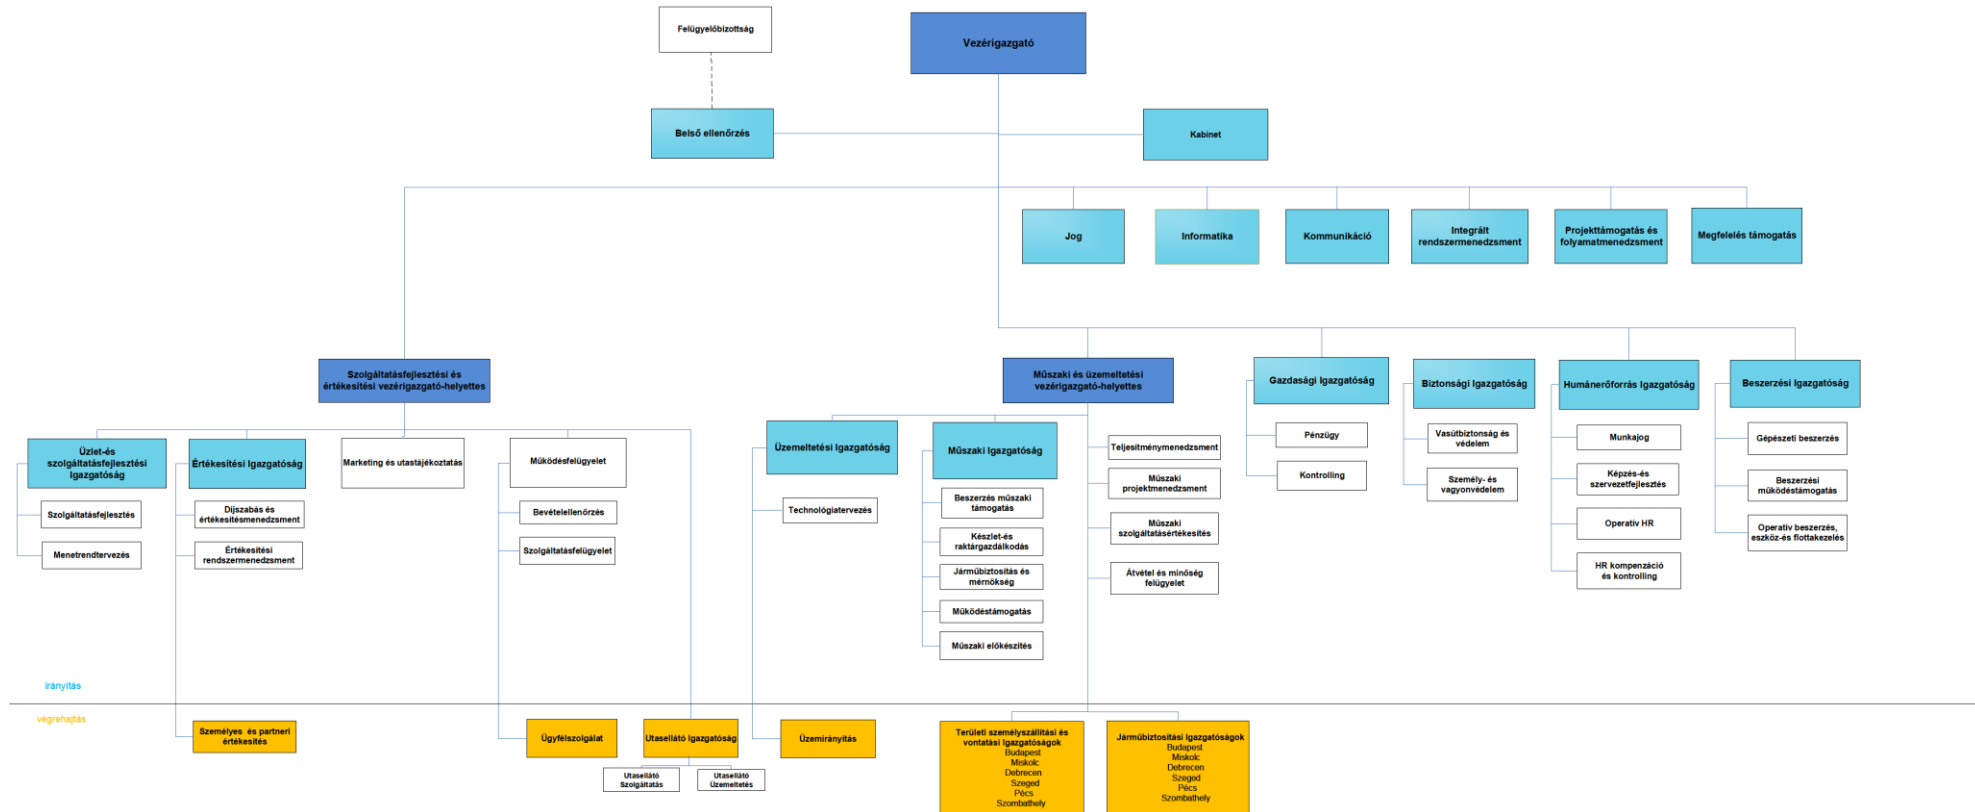 Felügyelőbizottság
Vezérigazgató
Belső ellenőrzés
Kabinet
Jog
Informatika
Kommunikáció
Integrált
rendszermenedzsment
Projekttámogatás és
folyamatmenedzsment
Megfelelés támogatás
Szolgáltatásfejlesztési és
értékesítési vezérigazgató-helyettes
Műszaki és üzemeltetési
vezérigazgató-helyettes
Gazdasági Igazgatóság
Biztonsági Igazgatóság
Humánerőforrás Igazgatóság
Beszerzési Igazgatóság
Üzlet-és
szolgáltatásfejlesztési
Igazgatóság
Szolgáltatásfejlesztés
Menetrendtervezés
Értékesítési Igazgatóság
Díjszabás és
értékesítésmenedzsment
Értékesítési
rendszermenedzsment
Marketing és utastájékoztatás
Működésfelügyelet
Bevételellenőrzés
Szolgáltatásfelügyelet
Üzemeltetési Igazgatóság
Technológiatervezés
Műszaki Igazgatóság
Beszerzés műszaki
támogatás
Készlet-és
raktárgazdálkodás
Járműbiztosítás és
mérnökség
Működéstámogatás
Műszaki előkészítés
Teljesítménymenedzsment
Műszaki
projektmenedzsment
Műszaki
szolgáltatásértékesítés
Átvétel és minőség
felügyelet
Pénzügy
Kontrolling
Vasútbiztonság és
védelem
Személy- és
vagyonvédelem
Munkajog
Képzés-és
szervezetfejlesztés
Operatív HR
HR kompenzáció
és kontrolling
Gépészeti beszerzés
Beszerzési
működéstámogatás
Operatív beszerzés,
eszköz-és flottakezelés
irányítás
végrehajtás
Személyes és partneri
értékesítés
Ügyfélszolgálat
Utasellátó Igazgatóság
Utasellátó
Szolgáltatás
Utasellátó
Üzemeltetés
Üzemirányítás
Területi személyszállítási és
vontatási Igazgatóságok
Budapest
Miskolc
Debrecen
Szeged
Pécs
Szombathely
Járműbiztosítási Igazgatóságok
Budapest
Miskolc
Debrecen
Szeged
Pécs
Szombathely